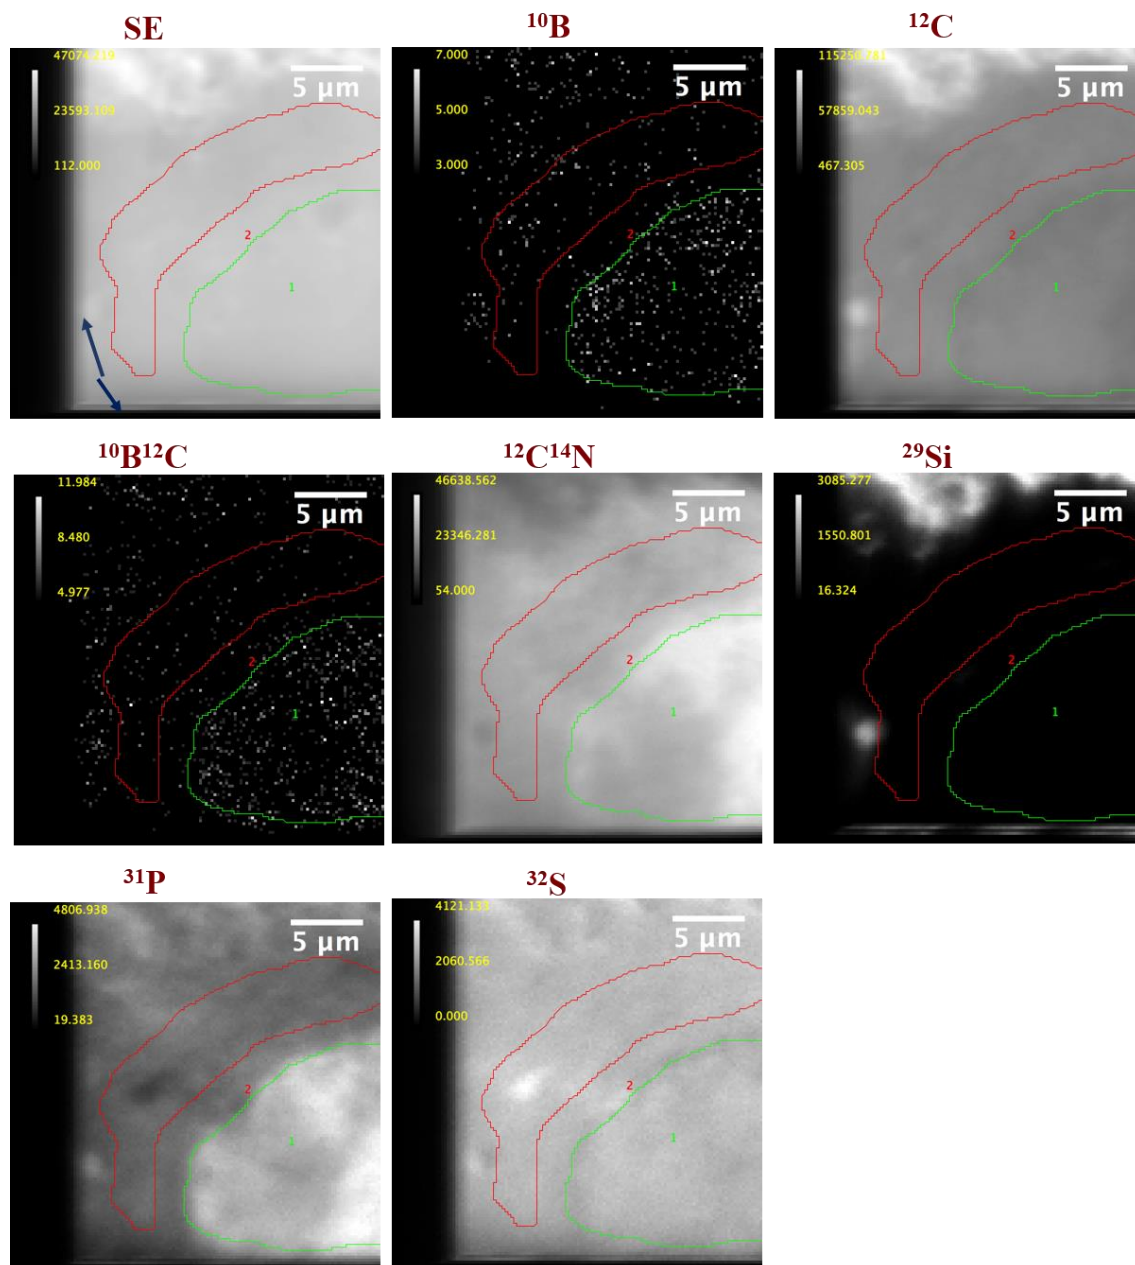 SE
47074.219
23593.109
112.000
5 µm
2
1
¹⁰B
7.000
5.000
3.000
5 µm
2
1
¹²C
115250.781
57859.043
467.305
5 µm
2
1
¹⁰B¹²C
11.984
8.480
4.977
5 µm
2
1
¹²C¹⁴N
46638.562
23346.281
54.000
5 µm
2
1
²⁹Si
3085.277
1550.801
16.324
5 µm
2
1
³¹P
4806.938
2413.160
19.383
5 µm
2
1
³²S
4121.133
2060.566
0.000
5 µm
2
1